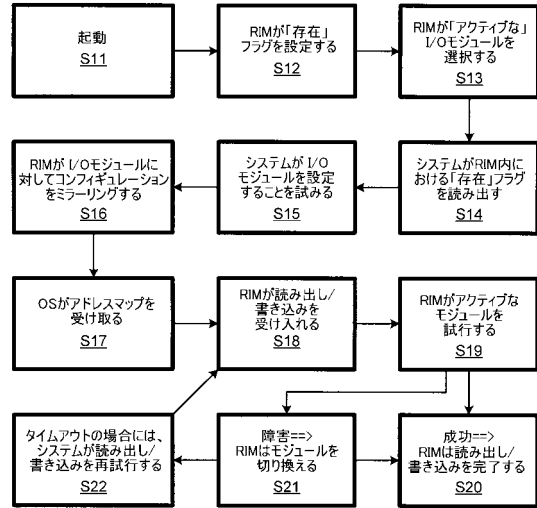 起動
S11
RIMが「存在」
フラグを設定する
S12
RIMが「アクティブな」
I/Oモジュールを
選択する
S13
システムがRIM内に
おける「存在」フラグ
を読み出す
S14
システムが I/O
モジュールを設定
することを試みる
S15
RIMが I/Oモジュールに
対してコンフィギュレーション
をミラーリングする
S16
OSがアドレスマップを
受け取る
S17
RIMが読み出し/
書き込みを
受け入れる
S18
RIMがアクティブな
モジュールを
試行する
S19
成功==>
RIMは読み出し/
書き込みを完了する
S20
障害==>
RIMはモジュールを
切り換える
S21
タイムアウトの場合には、
システムが読み出し/
書き込みを再試行する
S22